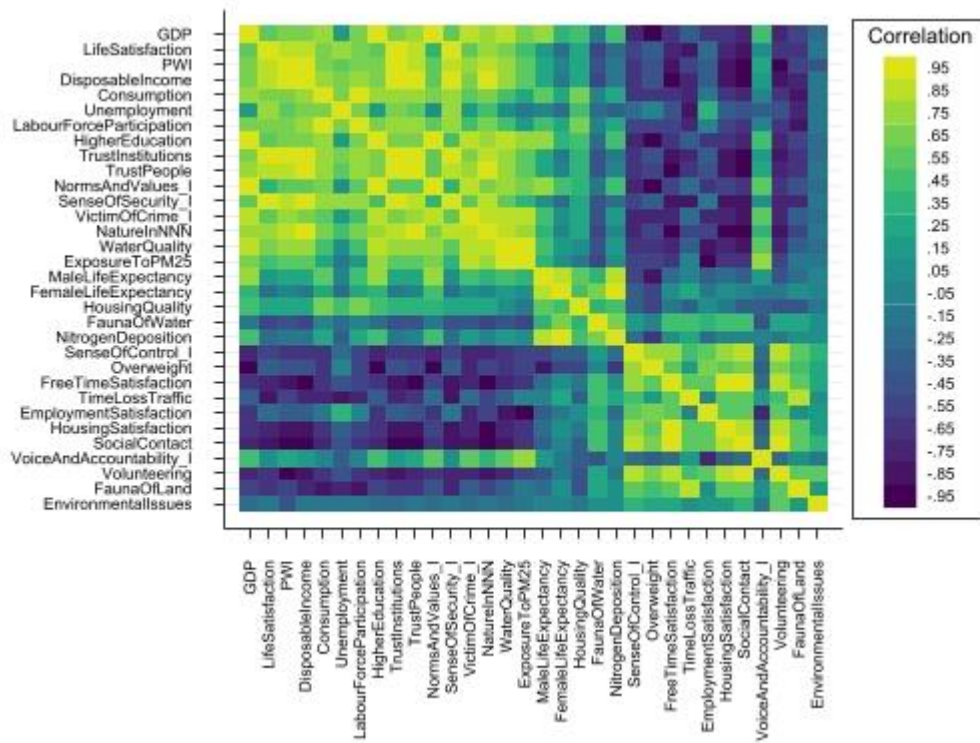 GDP
LifeSatisfaction
PWI
DisposableIncome
Consumption
Unemployment
LabourForceParticipation
HigherEducation
TrustInstitutions
TrustPeople
NormsAndValues_I
SenseOfSecurity_I
VictimOfCrime_I
NatureInNNN
WaterQuality
ExposureToPM25
MaleLifeExpectancy
FemaleLifeExpectancy
HousingQuality
FaunaOfWater
NitrogenDeposition
SenseOfControl_I
Overweight
FreeTimeSatisfaction
TimeLossTraffic
EmploymentSatisfaction
HousingSatisfaction
SocialContact
VoiceAndAccountability_I
Volunteering
FaunaOfLand
EnvironmentalIssues
Correlation
.95
.85
.75
.65
.55
.45
.35
.25
.15
.05
-.05
-.15
-.25
-.35
-.45
-.55
-.65
-.75
-.85
-.95
GDP
LifeSatisfaction
PWI
DisposableIncome
Consumption
Unemployment
LabourForceParticipation
HigherEducation
TrustInstitutions
TrustPeople
NormsAndValues_I
SenseOfSecurity_I
VictimOfCrime_I
NatureInNNN
WaterQuality
ExposureToPM25
MaleLifeExpectancy
FemaleLifeExpectancy
HousingQuality
FaunaOfWater
NitrogenDeposition
SenseOfControl_I
Overweight
FreeTimeSatisfaction
TimeLossTraffic
EmploymentSatisfaction
HousingSatisfaction
SocialContact
VoiceAndAccountability_I
Volunteering
FaunaOfLand
EnvironmentalIssues